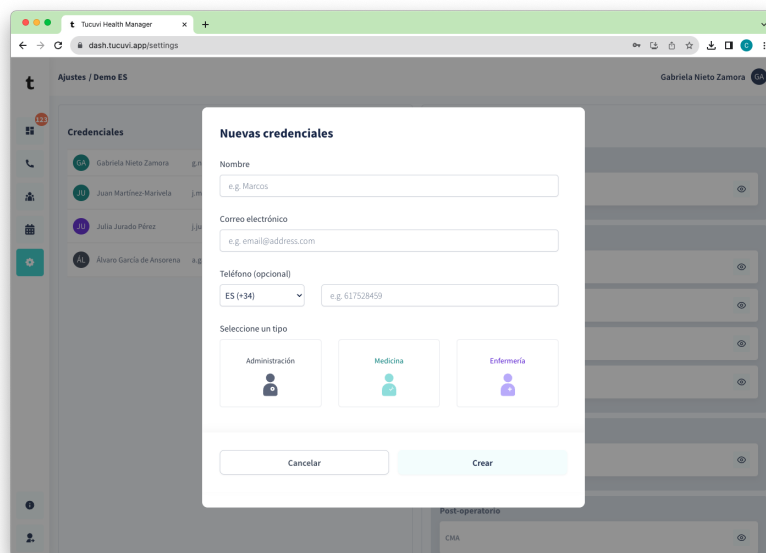 t Tucuvi Health Manager
dash.tucuvi.app/settings
C
t
Ajustes / Demo ES
Gabriela Nieto Zamora
GA
Credenciales
GA Gabriela Nieto Zamora g.n
JU Juan Martínez-Marivela j.m
JU Julia Jurado Pérez j.ju
ÁL Álvaro García de Ansorena a.g
Nuevas credenciales
Nombre
e.g. Marcos
Correo electrónico
e.g. email@address.com
Teléfono (opcional)
ES (+34) e.g. 617528459
Seleccione un tipo
Administración Medicina Enfermería
Cancelar Crear
Post-operatorio
CMA